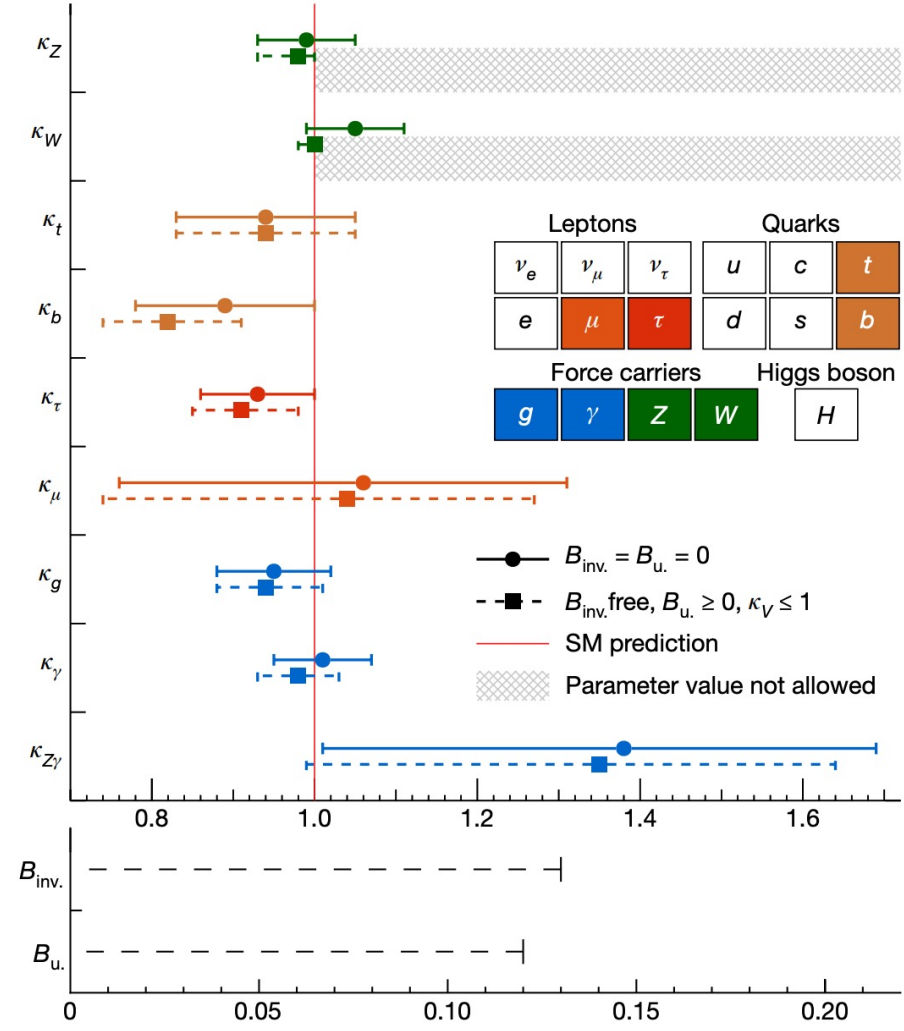 κZ
κW
κt
κb
κτ
κμ
κg
κγ
κZγ
Leptons Quarks
νe νμ ντ u c t
e μ τ d s b
Force carriers Higgs boson
g γ Z W H
Binv. = Bu. = 0
Binv. free, Bu. ≥ 0, κV ≤ 1
SM prediction
Parameter value not allowed
0.8 1.0 1.2 1.4 1.6
Binv.
Bu.
0 0.05 0.10 0.15 0.20